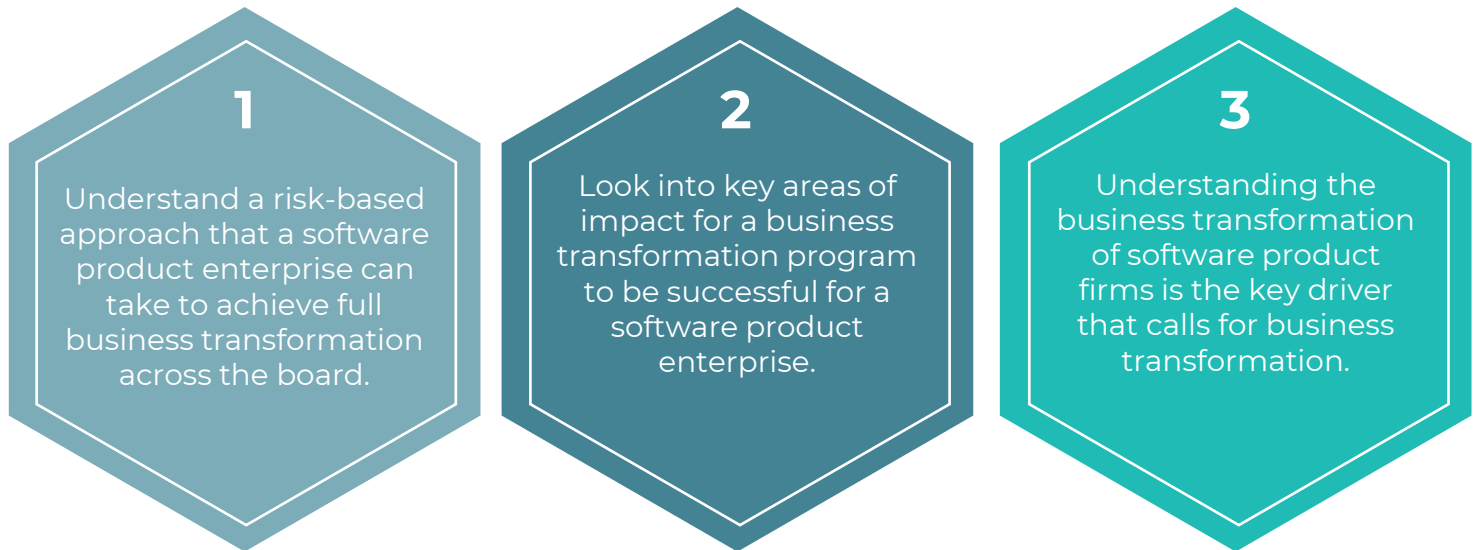 1
Understand a risk-based
approach that a software
product enterprise can
take to achieve full
business transformation
across the board.
2
Look into key areas of
impact for a business
transformation program
to be successful for a
software product
enterprise.
3
Understanding the
business transformation
of software product
firms is the key driver
that calls for business
transformation.